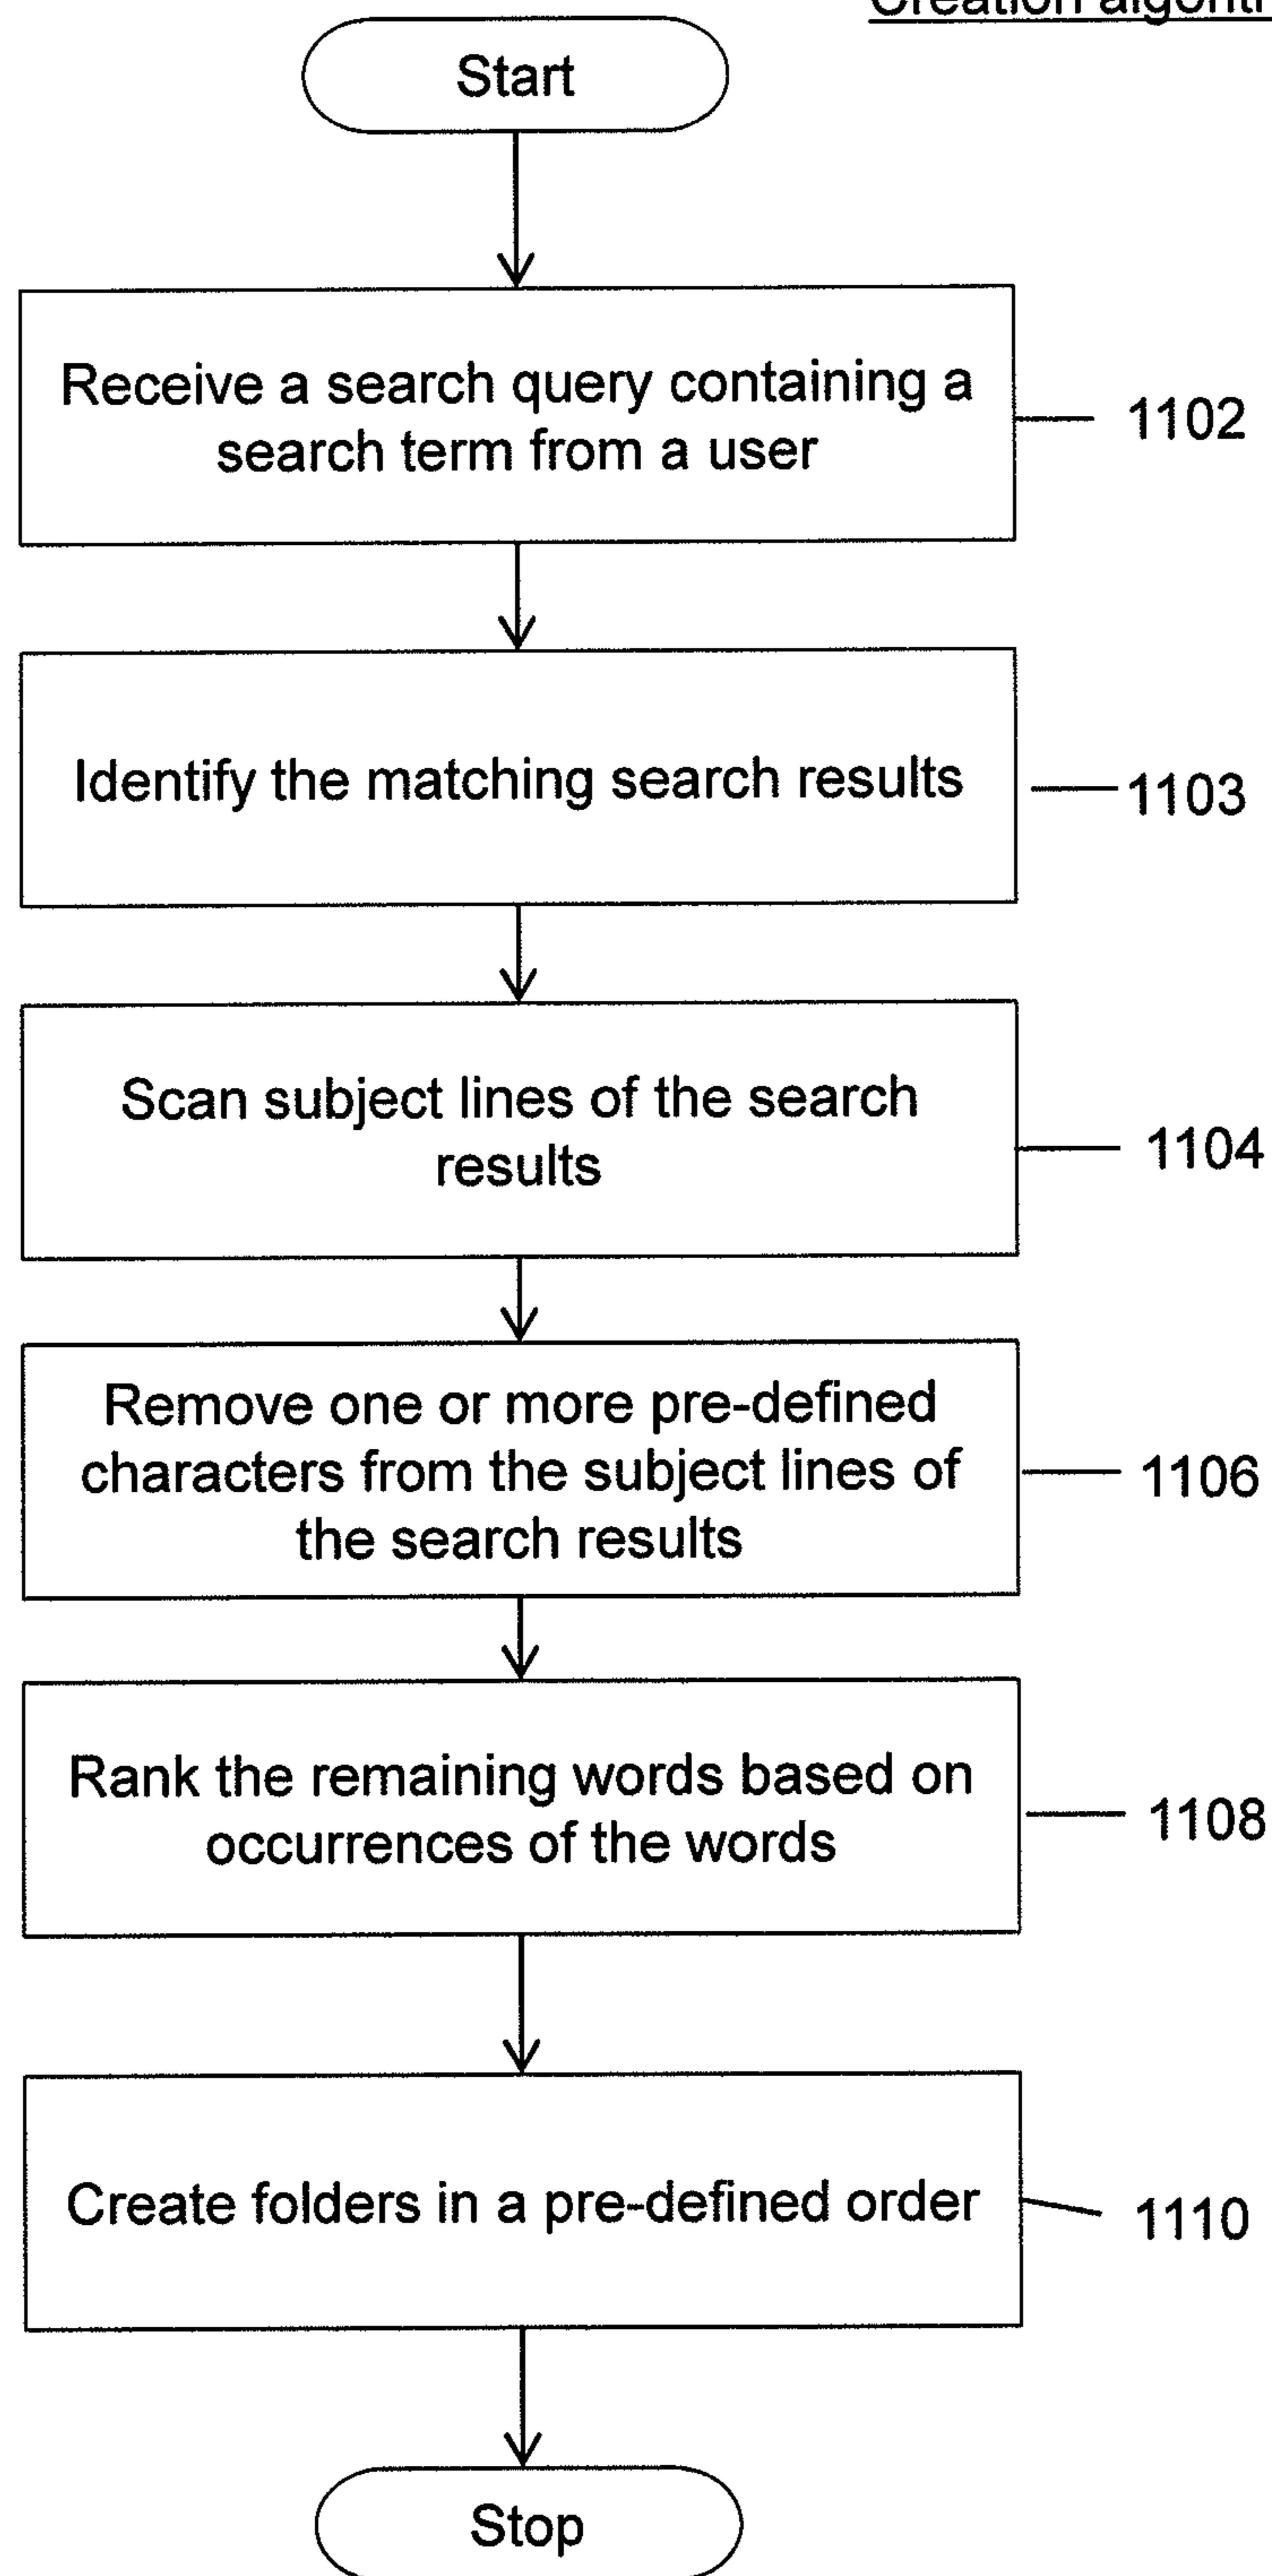 Creation
Start
Receive a search query containing a
search term from a user
1102
Identify the matching search results
1103
Scan subject lines of the search
results
1104
Remove one or more pre-defined
characters from the subject lines of
the search results
1106
Rank the remaining words based on
occurrences of the words
1108
Create folders in a pre-defined order
1110
Stop